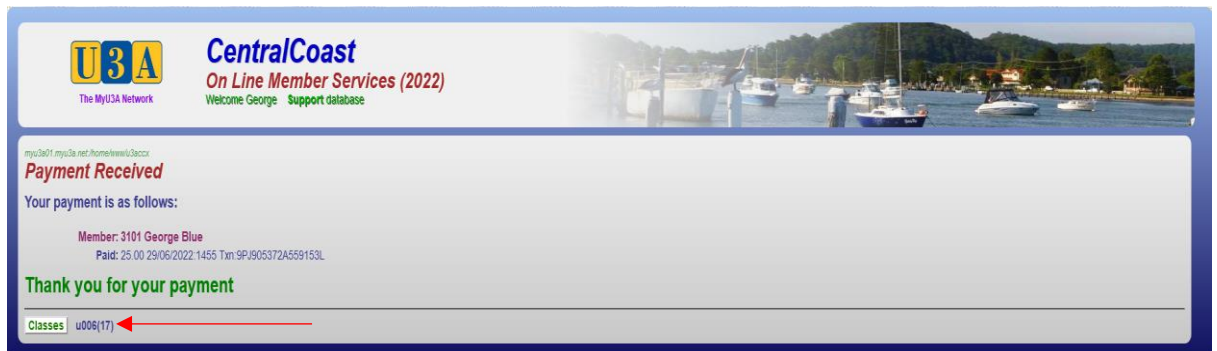 U3A
The MyU3A Network
CentralCoast
On Line Member Services (2022)
Welcome George Support database
myu3a01.myu3a.net:/home/www/u3accx
Payment Received
Your payment is as follows:
Member: 3101 George Blue
Paid: 25.00 29/06/2022:1455 Txn:9PJ905372A559153L
Thank you for your payment
Classes u006(17)